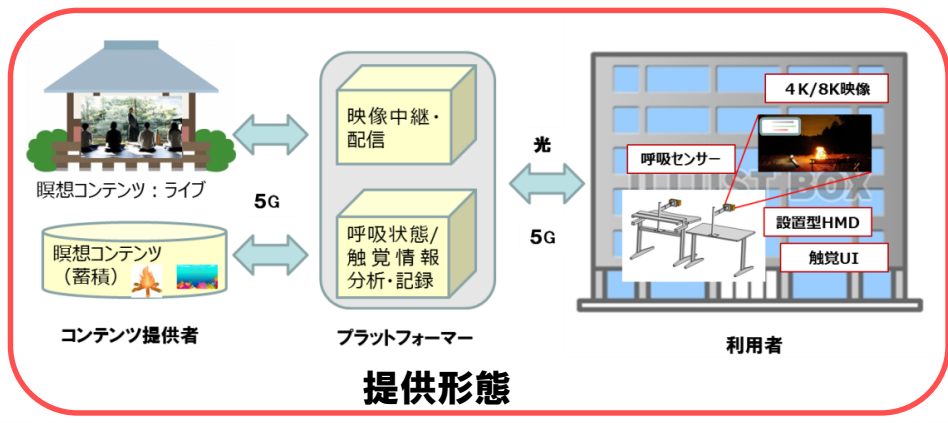 映像中継・
配信
瞑想コンテンツ：ライブ
5G
呼吸状態/
触覚情報
分析・記録
瞑想コンテンツ
（蓄積）
コンテンツ提供者
プラットフォーマー
光
5G
4K/8K映像
呼吸センサー
ILLUST BOX
設置型HMD
触覚UI
利用者
提供形態